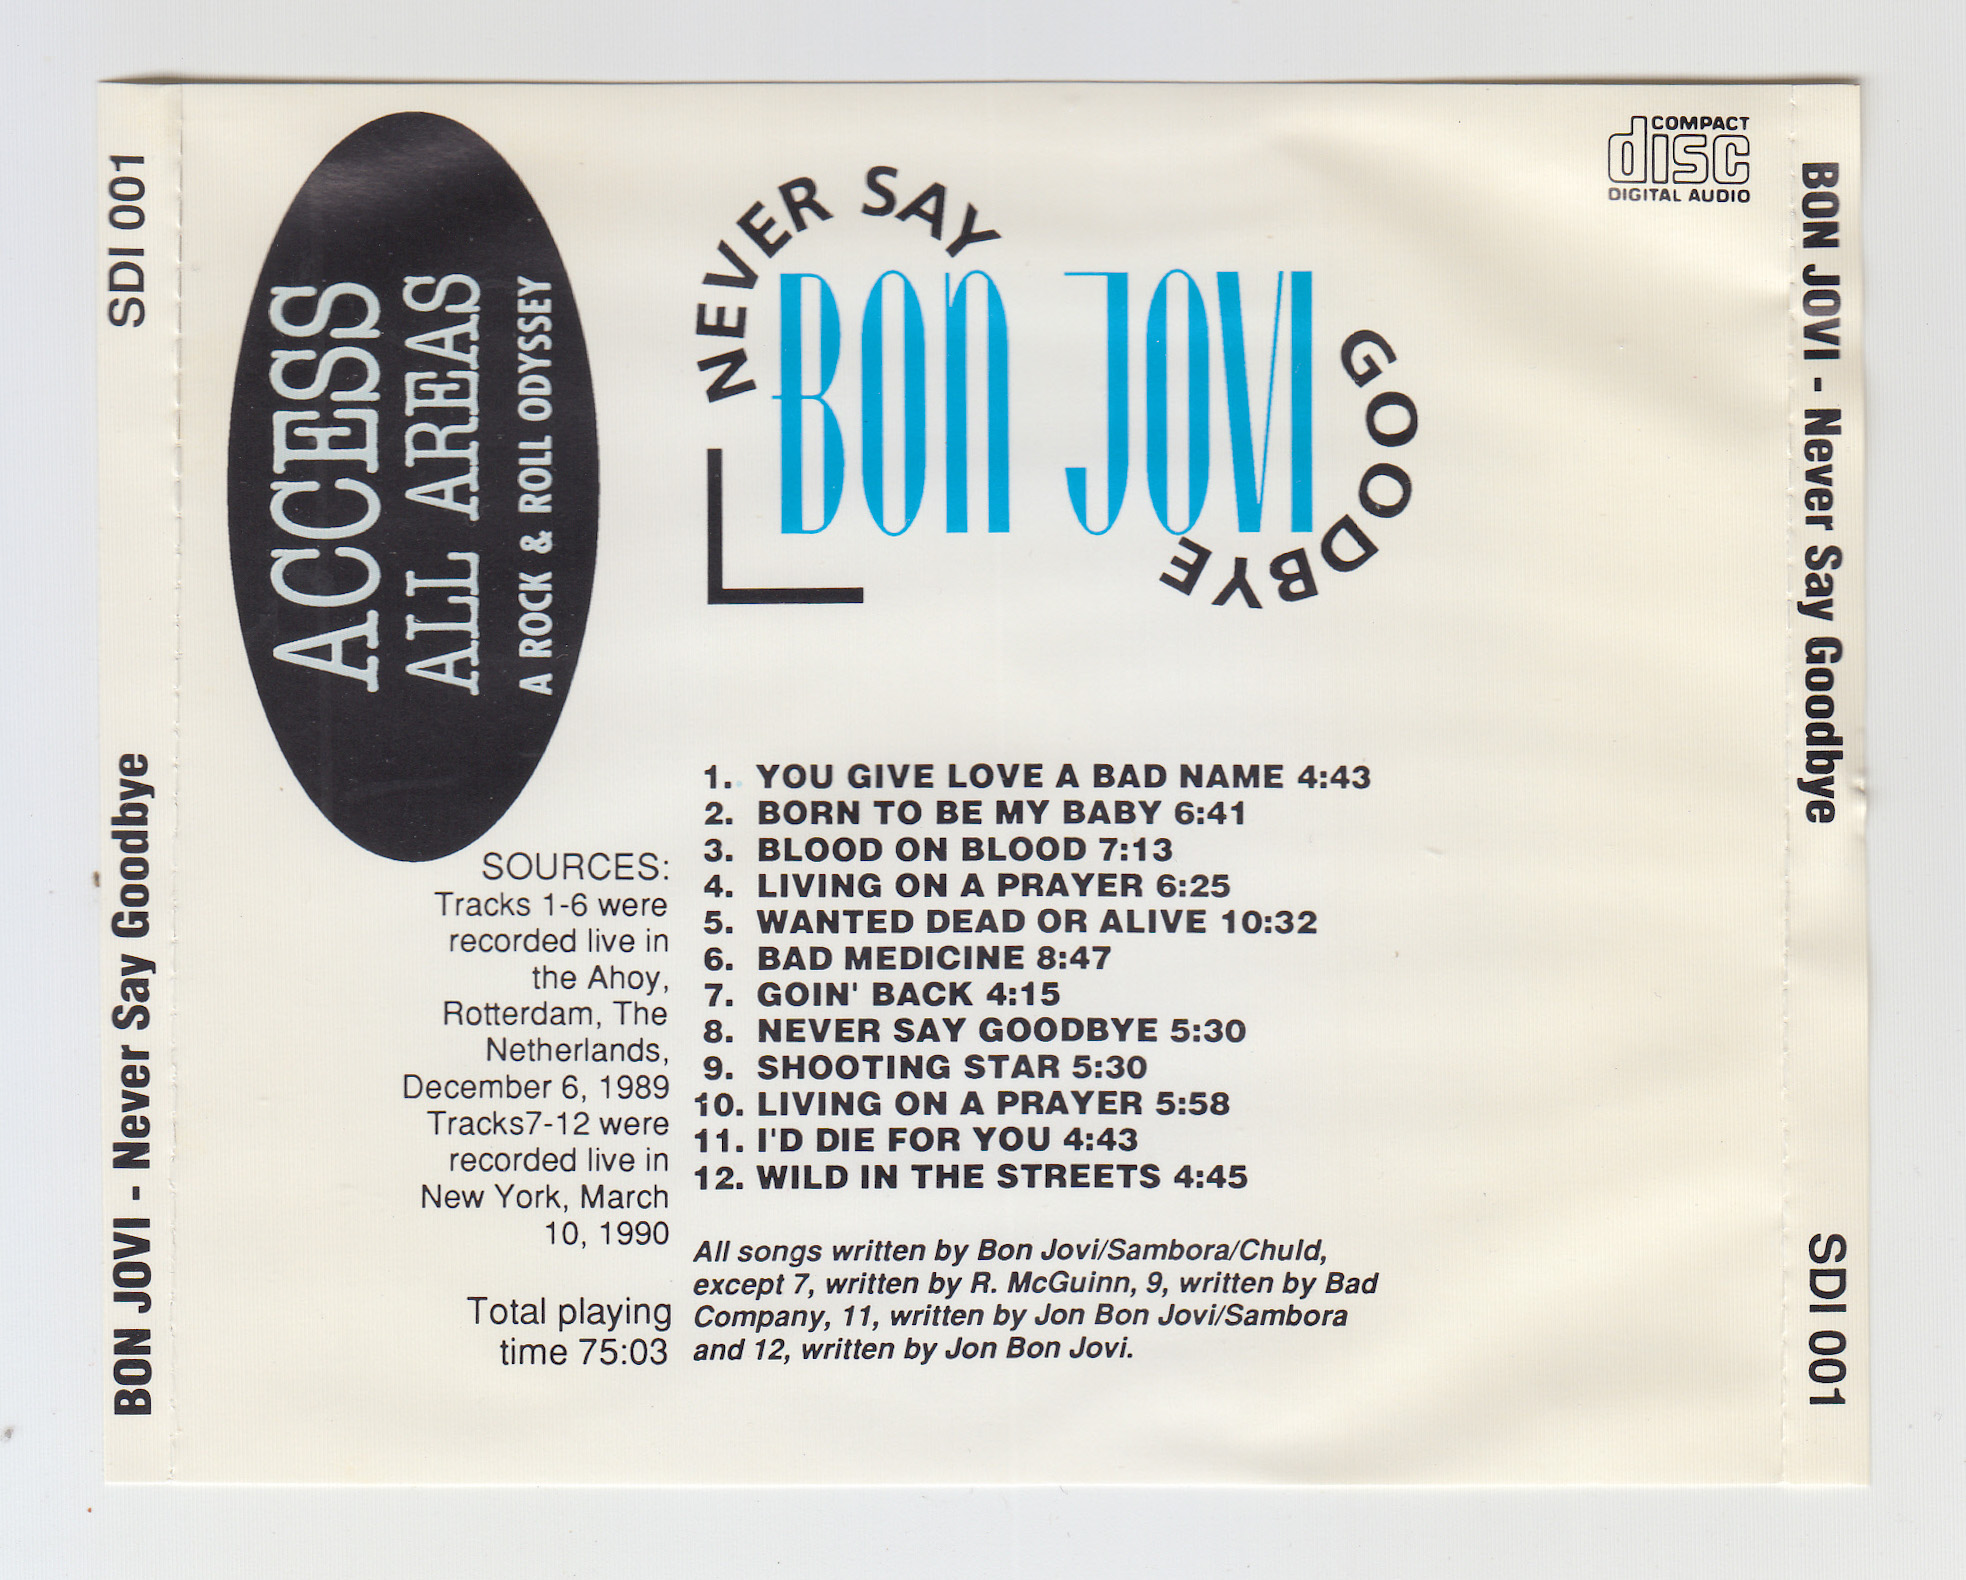 SDI 001
BON JOVI - Never Say Goodbye
ACCESS
ALL AREAS
A ROCK & ROLL ODYSSEY
NEVER SAY
BON JOVI
GOODBYE
COMPACT
disc
DIGITAL AUDIO
SOURCES:
Tracks 1-6 were
recorded live in
the Ahoy,
Rotterdam, The
Netherlands,
December 6, 1989
Tracks7-12 were
recorded live in
New York, March
10, 1990
Total playing
time 75:03
1. YOU GIVE LOVE A BAD NAME 4:43
2. BORN TO BE MY BABY 6:41
3. BLOOD ON BLOOD 7:13
4. LIVING ON A PRAYER 6:25
5. WANTED DEAD OR ALIVE 10:32
6. BAD MEDICINE 8:47
7. GOIN' BACK 4:15
8. NEVER SAY GOODBYE 5:30
9. SHOOTING STAR 5:30
10. LIVING ON A PRAYER 5:58
11. I'D DIE FOR YOU 4:43
12. WILD IN THE STREETS 4:45
All songs written by Bon Jovi/Sambora/Chuld,
except 7, written by R. McGuinn, 9, written by Bad
Company, 11, written by Jon Bon Jovi/Sambora
and 12, written by Jon Bon Jovi.
BON JOVI - Never Say Goodbye
SDI 001